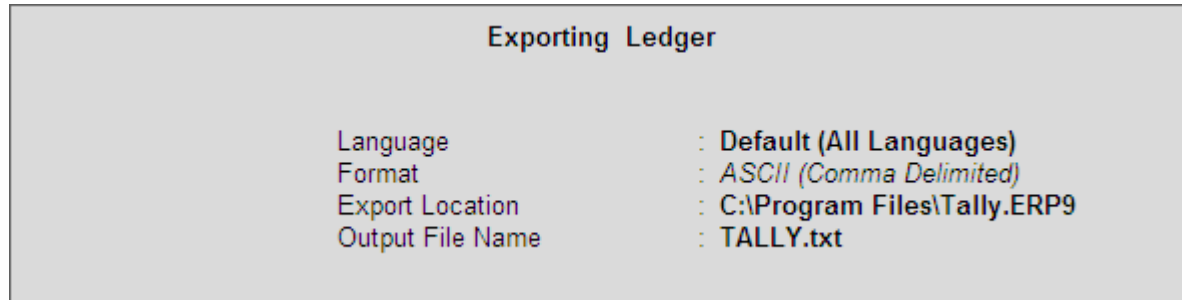 Exporting Ledger
Language : Default (All Languages)
Format : ASCII (Comma Delimited)
Export Location : C:\Program Files\Tally.ERP9
Output File Name : TALLY.txt